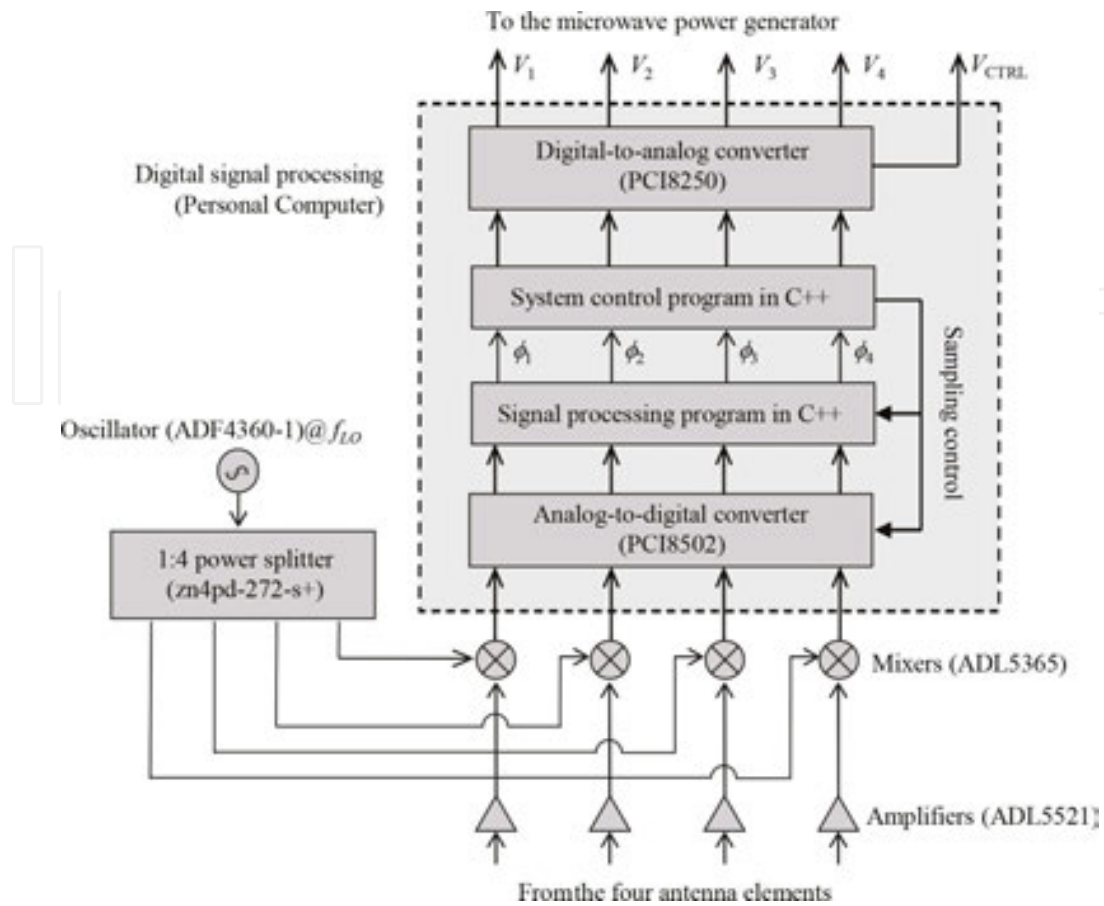 To the microwave power generator
V1 V2 V3 V4 VCTRL
Digital-to-analog converter
(PCI8250)
Digital signal processing
(Personal Computer)
System control program in C++
ϕ1 ϕ2 ϕ3 ϕ4
Sampling control
Signal processing program in C++
Oscillator (ADF4360-1)@fLO
Analog-to-digital converter
(PCI8502)
1:4 power splitter
(zn4pd-272-s+)
Mixers (ADL5365)
Amplifiers (ADL5521)
Fromthe four antenna elements